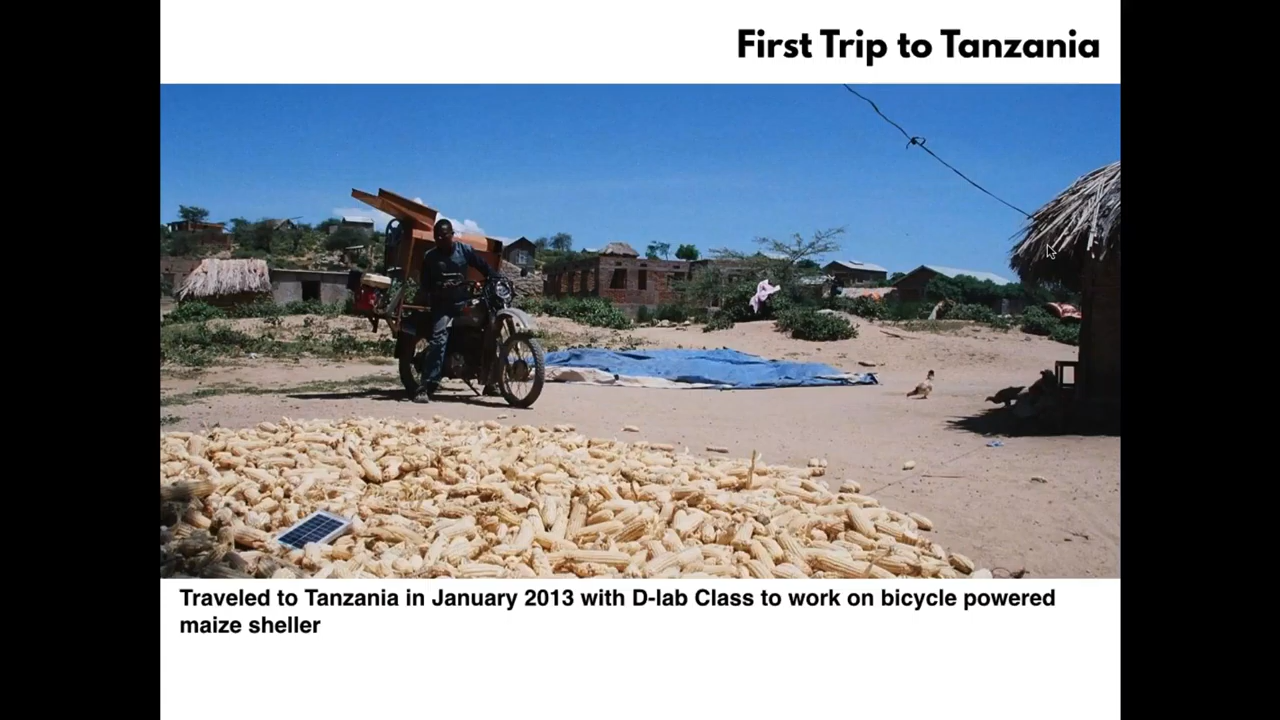 First Trip to Tanzania
Traveled to Tanzania in January 2013 with D-lab Class to work on bicycle powered
maize sheller